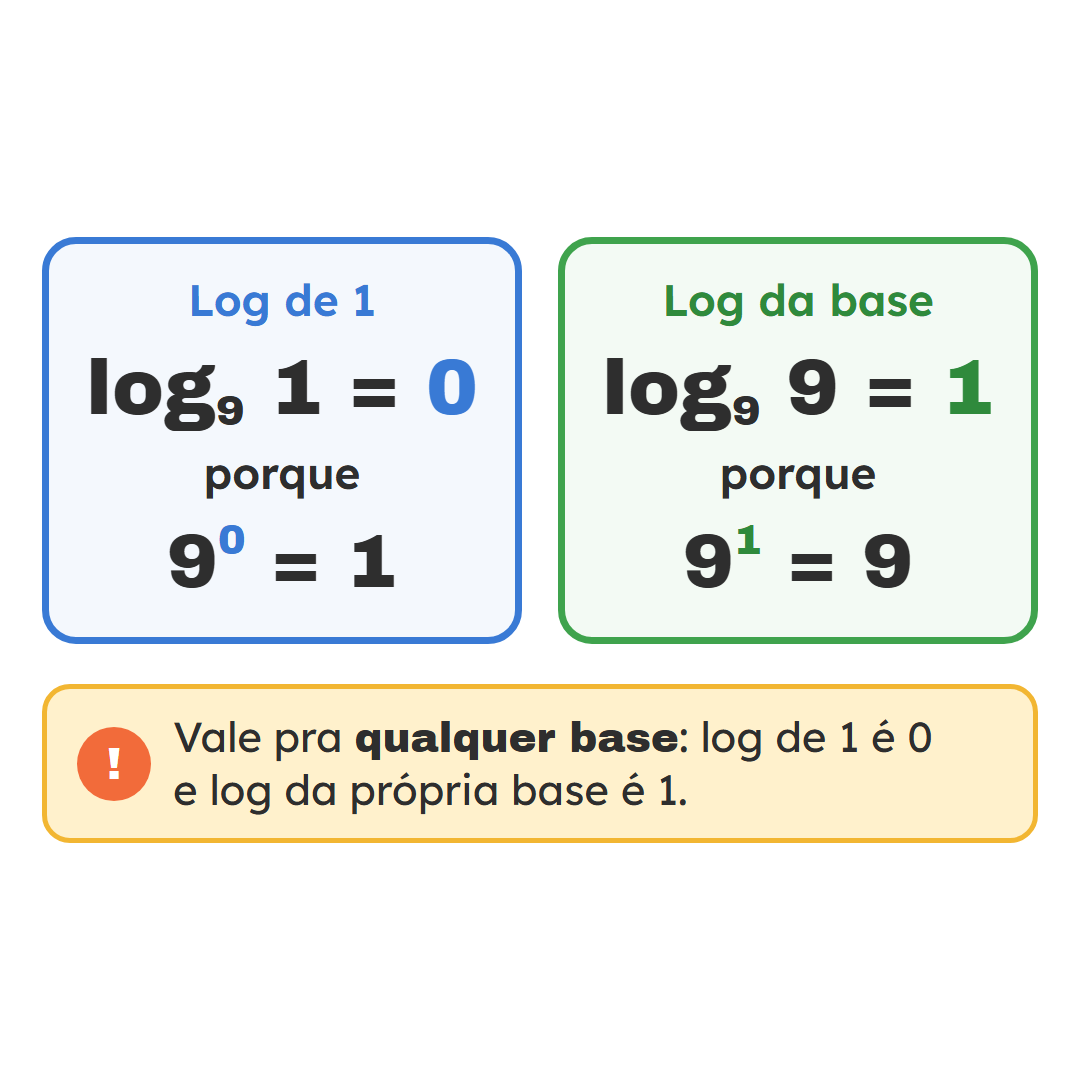 Log de 1
log₉ 1 = 0
porque
9⁰ = 1
Log da base
log₉ 9 = 1
porque
9¹ = 9
!
Vale pra qualquer base: log de 1 é 0
e log da própria base é 1.